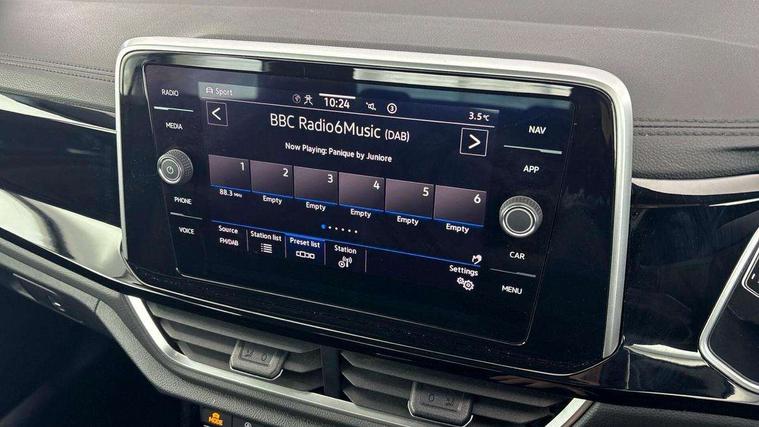 RADIO
MEDIA
PHONE
VOICE
Sport
10:24
3.5°C
BBC Radio6Music (DAB)
Now Playing: Panique by Juniore
1 2 3 4 5 6
88.3 MHz Empty Empty Empty Empty Empty
Source Station list Preset list Station
FM/DAB
Settings
NAV
APP
CAR
MENU
MODE